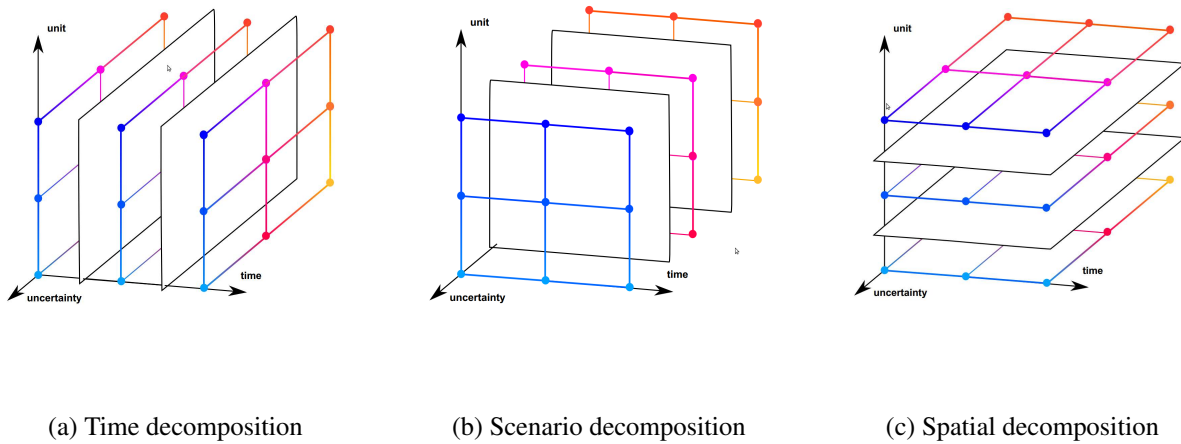 unit
time
uncertainty
unit
time
uncertainty
unit
time
uncertainty
(a) Time decomposition
(b) Scenario decomposition
(c) Spatial decomposition